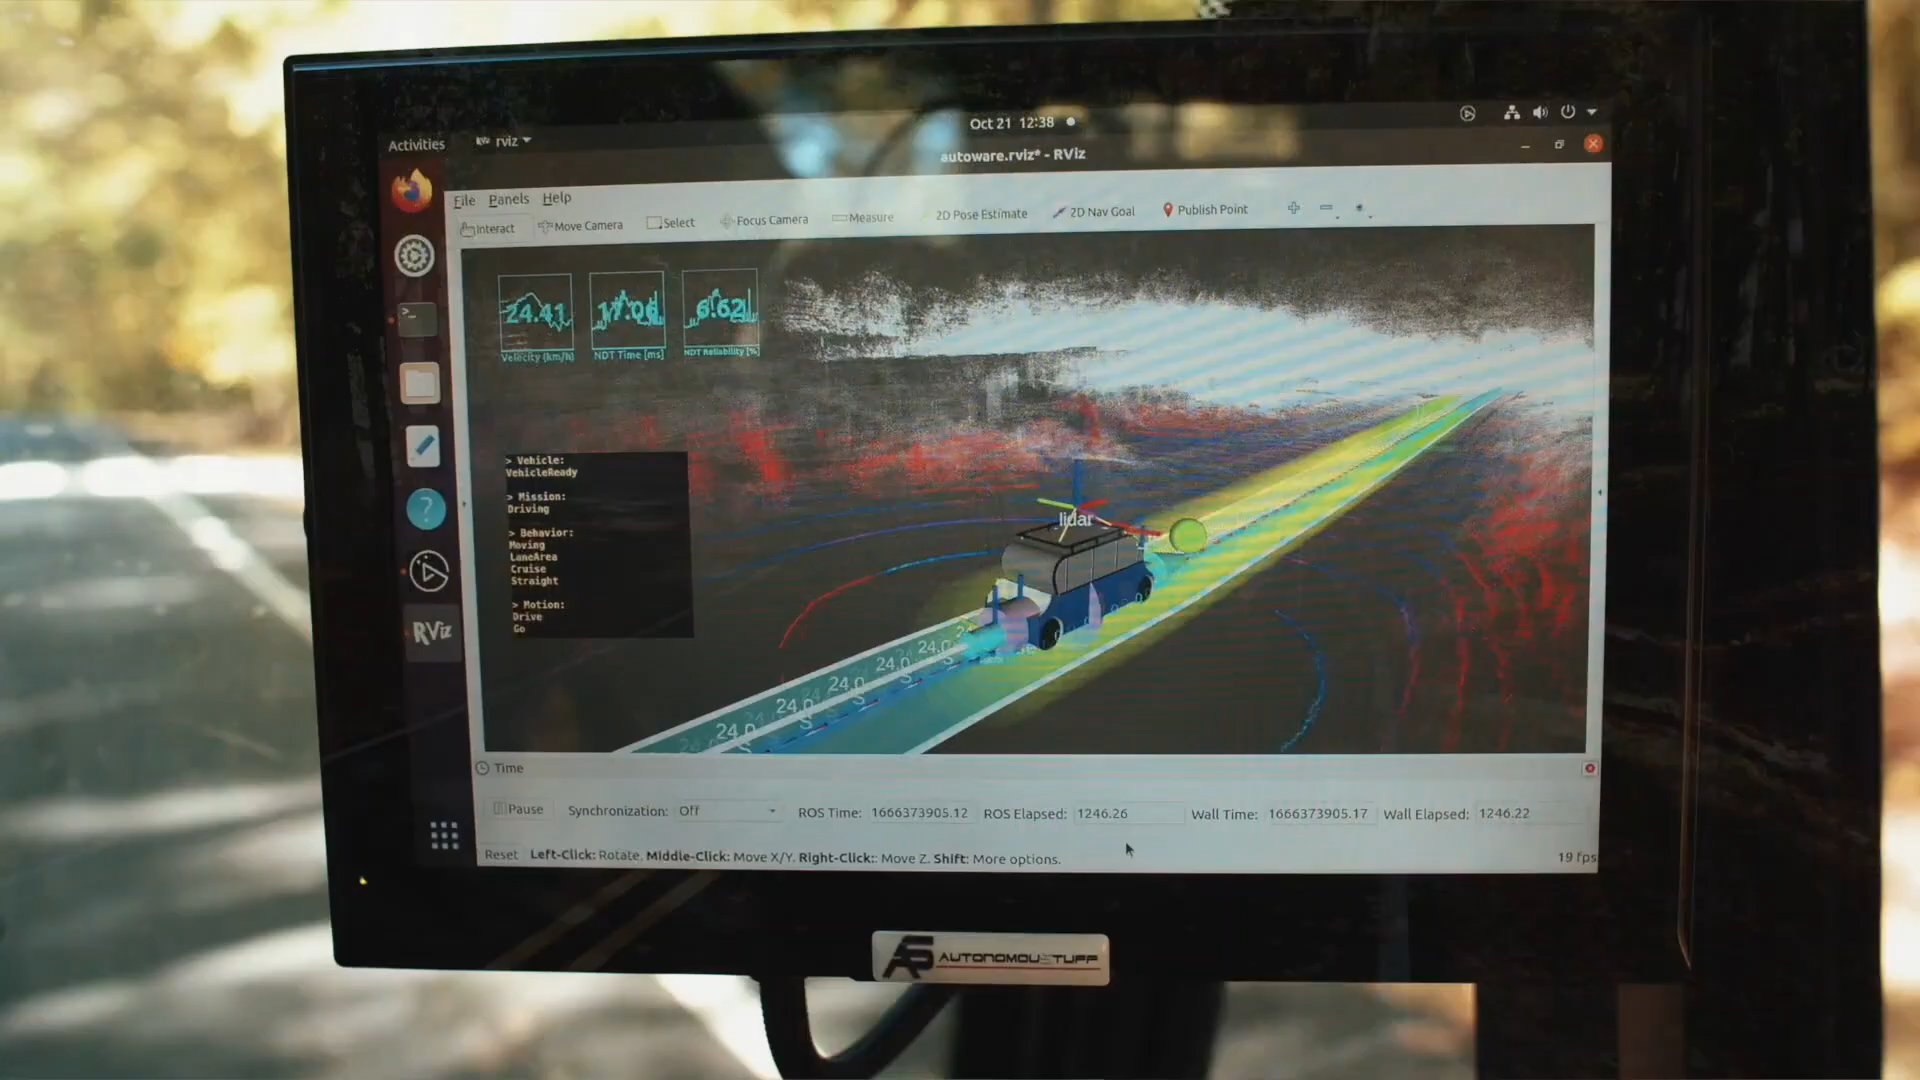 Oct 21 12:38
Activities
rviz
autoware.rviz* - RViz
File Panels Help
Interact Move Camera Select Focus Camera Measure 2D Pose Estimate 2D Nav Goal Publish Point
24.41 17.06 6.62
Velocity (km/h) NDT Time [ms] NDT Reliability [%]
> Vehicle:
VehicleReady
> Mission:
Driving
> Behavior:
Moving
LaneArea
Cruise
Straight
> Motion:
Drive
Go
lidar
24.0
24.0
24.0
24.0
24.0
RViz
Time
Pause Synchronization: Off ROS Time: 1666373905.12 ROS Elapsed: 1246.26 Wall Time: 1666373905.17 Wall Elapsed: 1246.22
Reset Left-Click: Rotate. Middle-Click: Move X/Y. Right-Click:: Move Z. Shift: More options. 19 fps
AS AUTONOMOUSTUFF